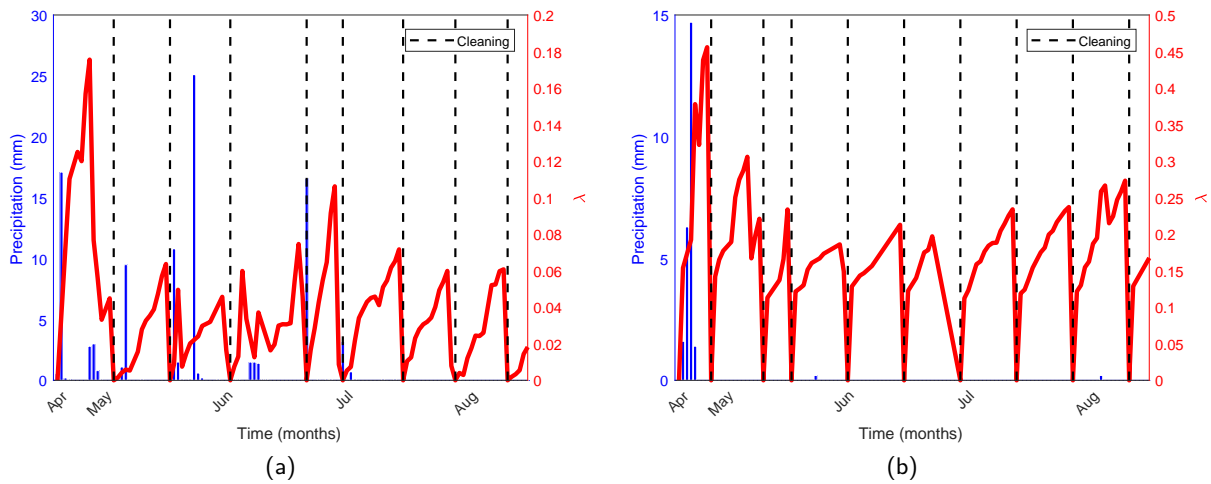 30
25
20
15
10
5
0
Precipitation (mm)
0.2
0.18
0.16
0.14
0.12
0.1
0.08
0.06
0.04
0.02
0
λ
Cleaning
Apr
May
Jun
Jul
Aug
Time (months)
(a)
15
10
5
0
Precipitation (mm)
0.5
0.45
0.4
0.35
0.3
0.25
0.2
0.15
0.1
0.05
0
λ
Cleaning
Apr
May
Jun
Jul
Aug
Time (months)
(b)